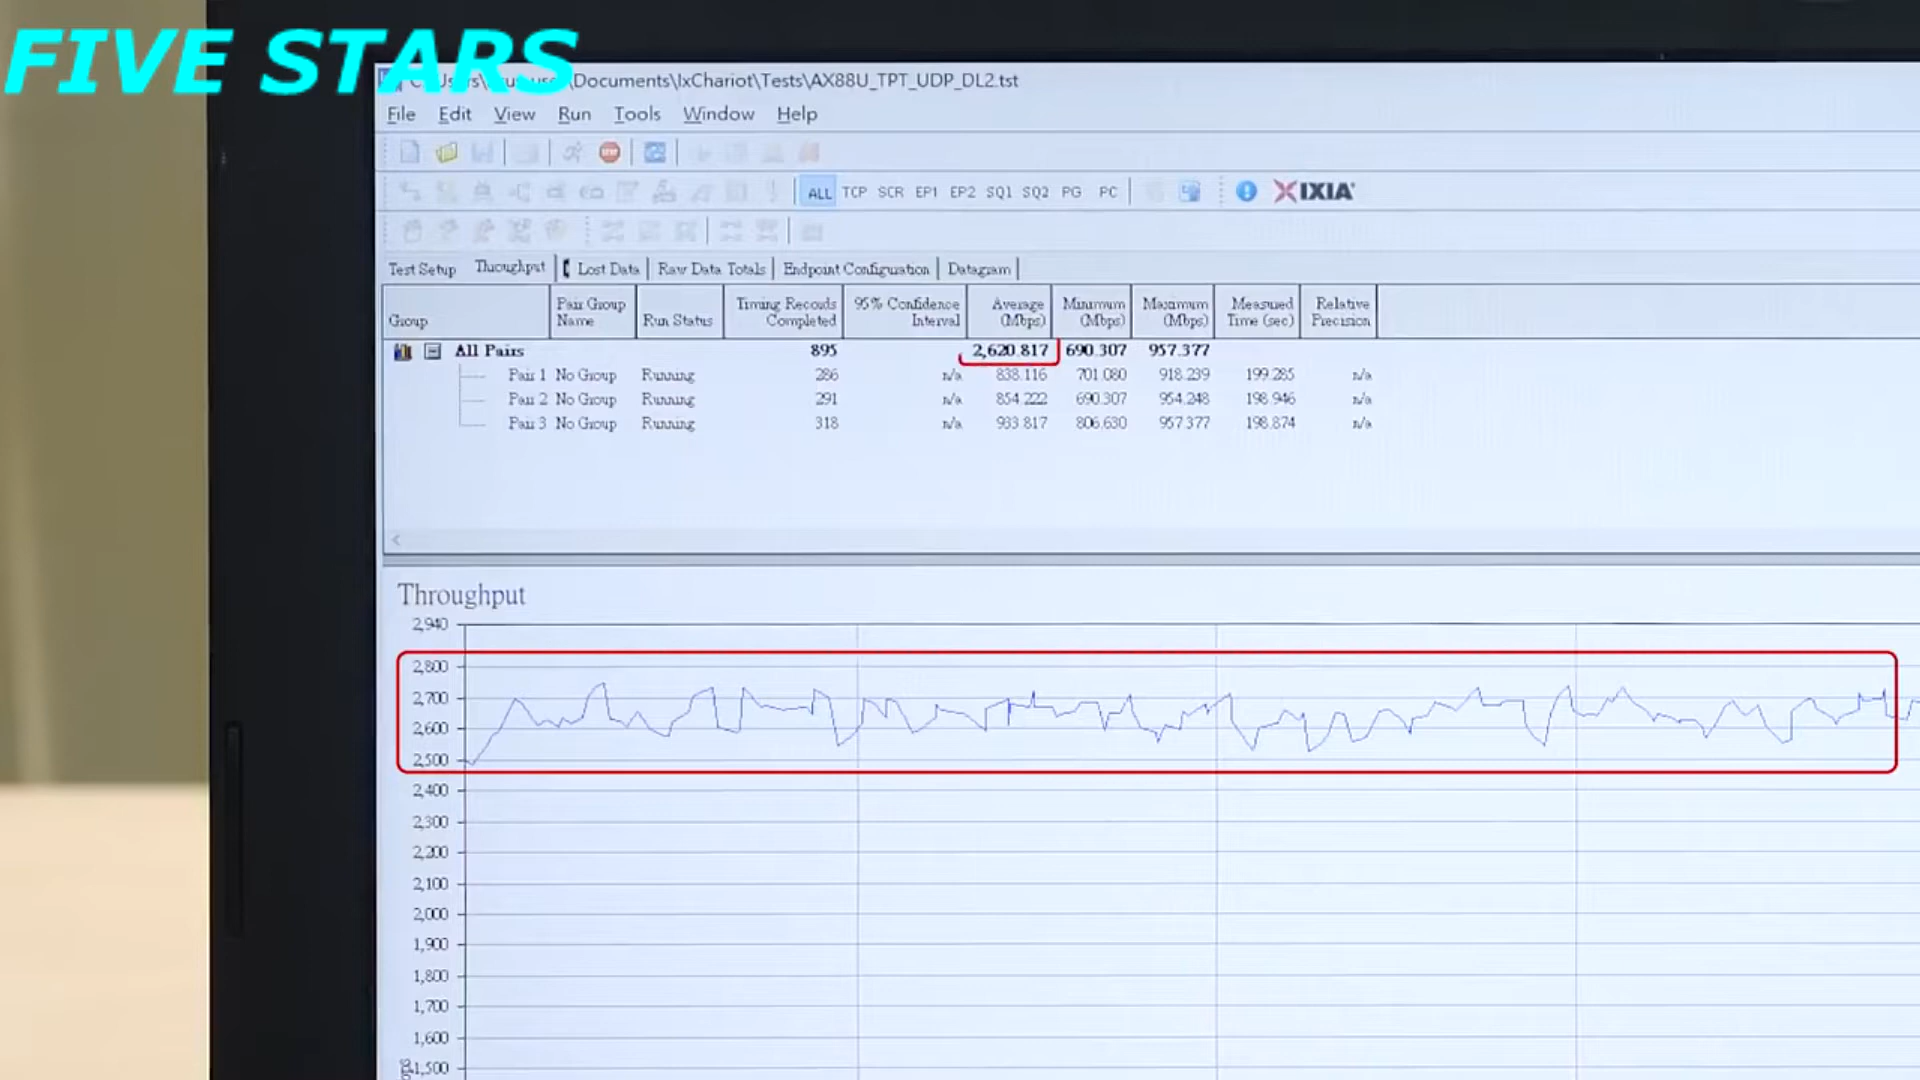 FIVE STARS
\Documents\IxChariot\Tests\AX88U_TPT_UDP_DL2.tst
File Edit View Run Tools Window Help
STOP
ALL TCP SCR EP1 EP2 SQ1 SQ2 PG PC XIXIA
Test Setup Throughput Lost Data Raw Data Totals Endpoint Configuration Datagram
Group Pair Group Name Run Status Timing Records Completed 95% Confidence Interval Average (Mbps) Minimum (Mbps) Maximum (Mbps) Measured Time (sec) Relative Precision
All Pairs 895 2,620.817 690.307 957.377
Pair 1 No Group Running 286 n/a 838.116 701.080 918.239 199.285 n/a
Pair 2 No Group Running 291 n/a 854.222 690.307 954.248 198.946 n/a
Pair 3 No Group Running 318 n/a 933.817 806.630 957.377 198.874 n/a
Throughput
2,940
2,800
2,700
2,600
2,500
2,400
2,300
2,200
2,100
2,000
1,900
1,800
1,700
1,600
1,500